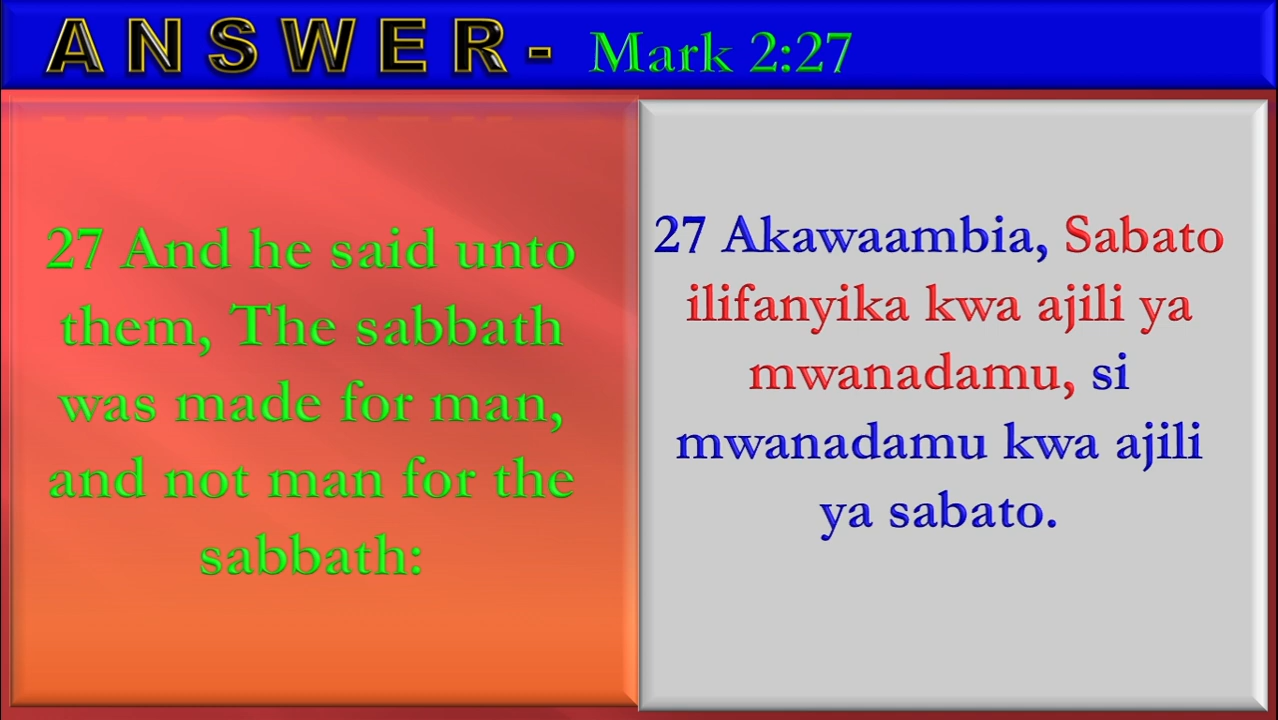 ANSWER- Mark 2:27
27 And he said unto
them, The sabbath
was made for man,
and not man for the
sabbath:
27 Akawaambia, Sabato
ilifanyika kwa ajili ya
mwanadamu, si
mwanadamu kwa ajili
ya sabato.